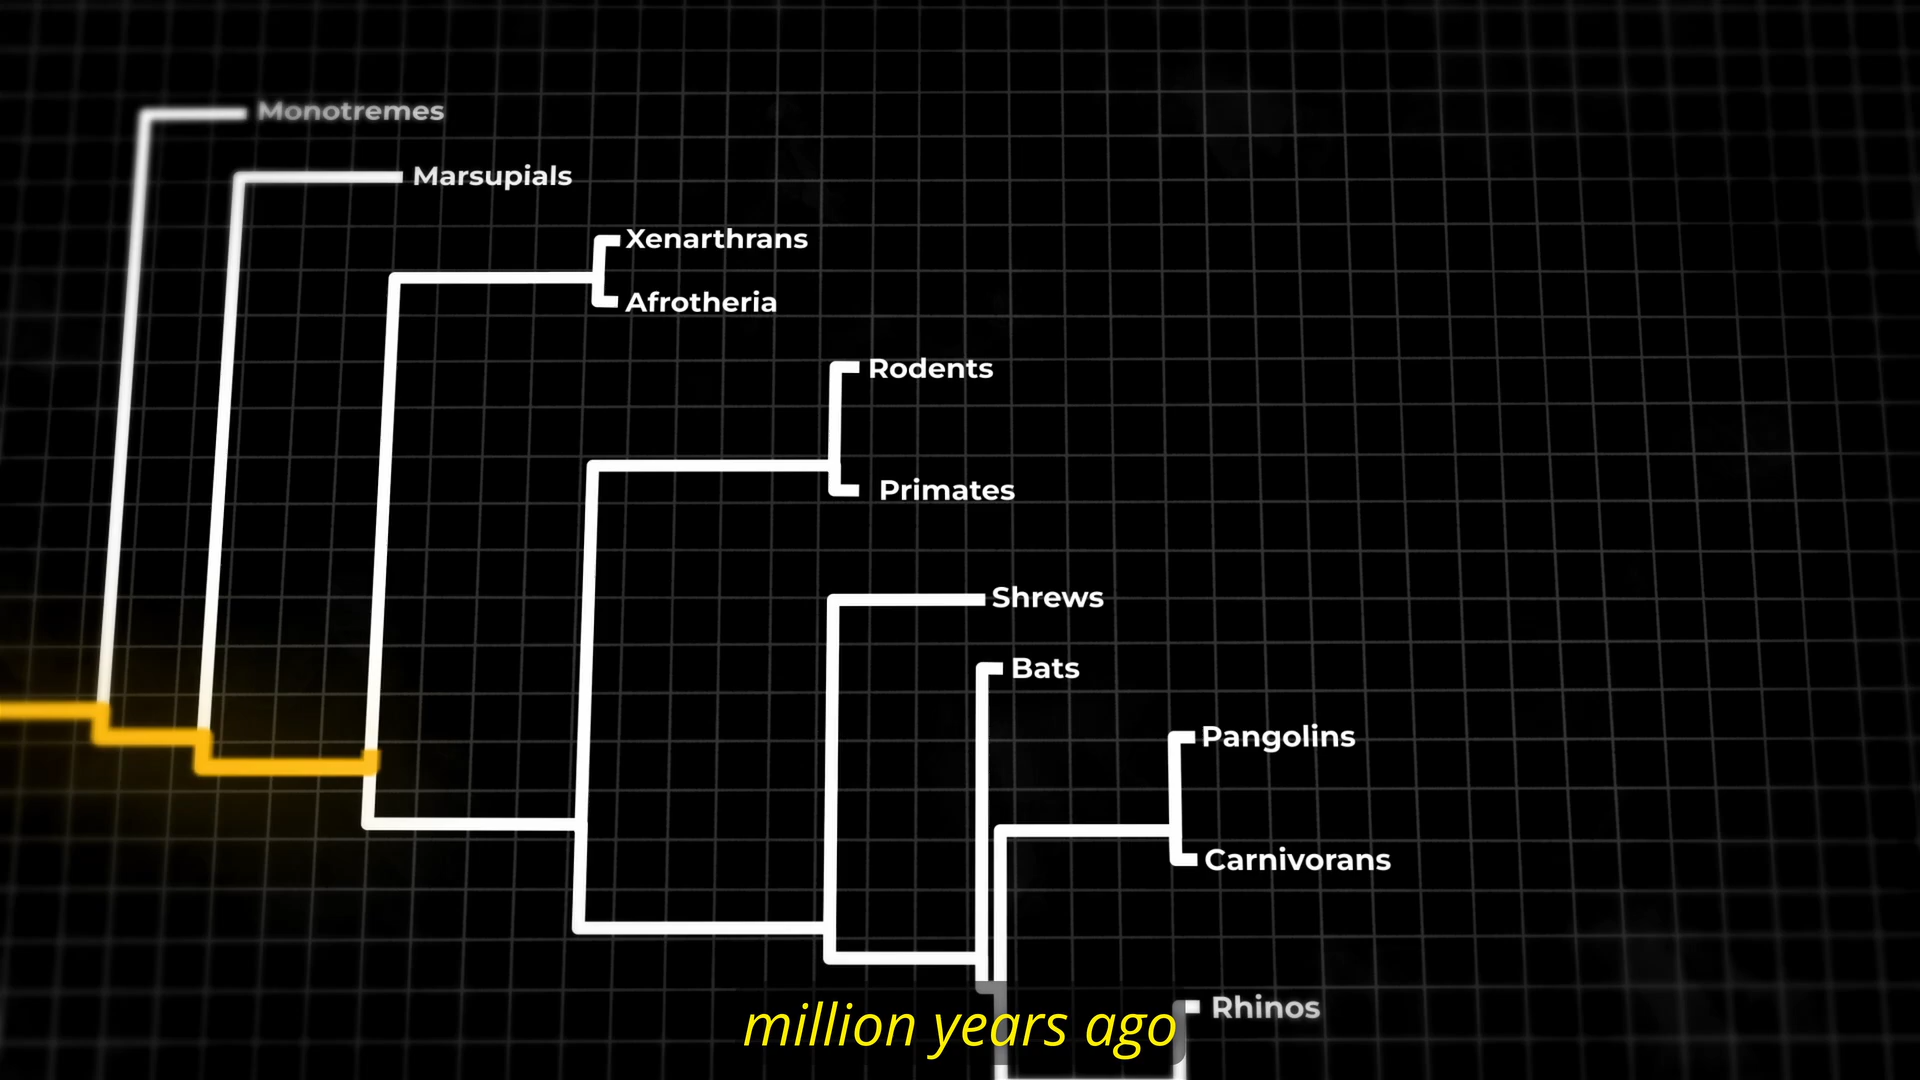 Monotremes
Marsupials
Xenarthrans
Afrotheria
Rodents
Primates
Shrews
Bats
Pangolins
Carnivorans
Rhinos
million years ago